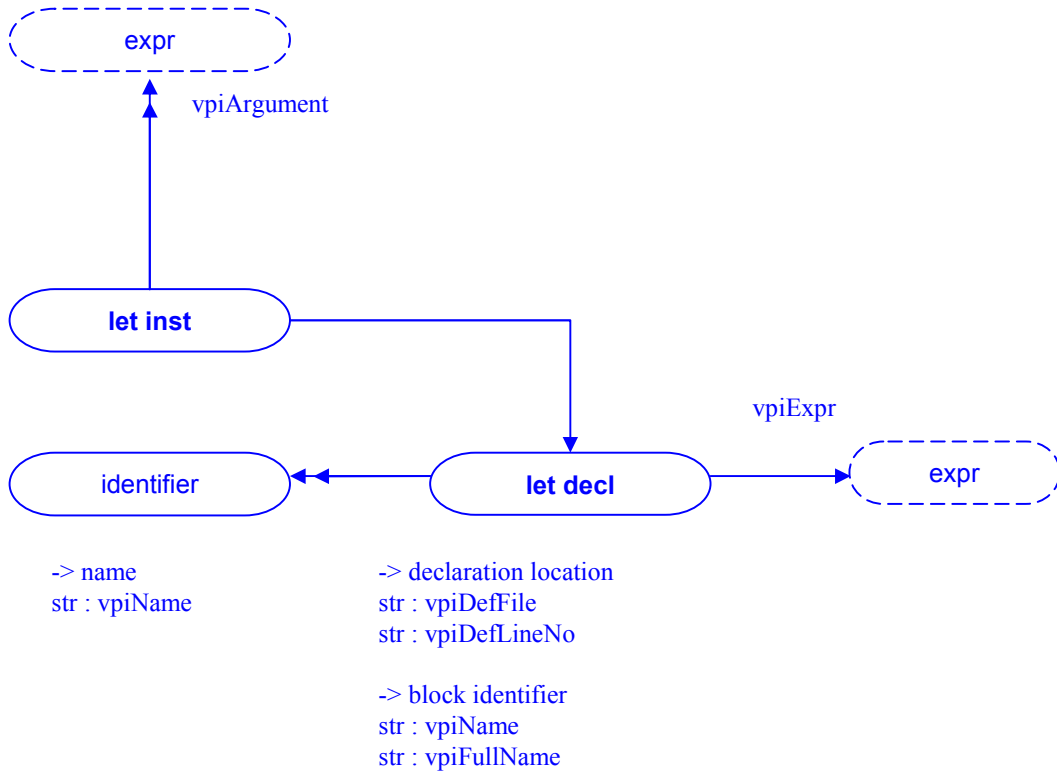 expr
vpiArgument
let inst
vpiExpr
identifier
let decl
expr
-> name
str : vpiName
-> declaration location
str : vpiDefFile
str : vpiDefLineNo
-> block identifier
str : vpiName
str : vpiFullName